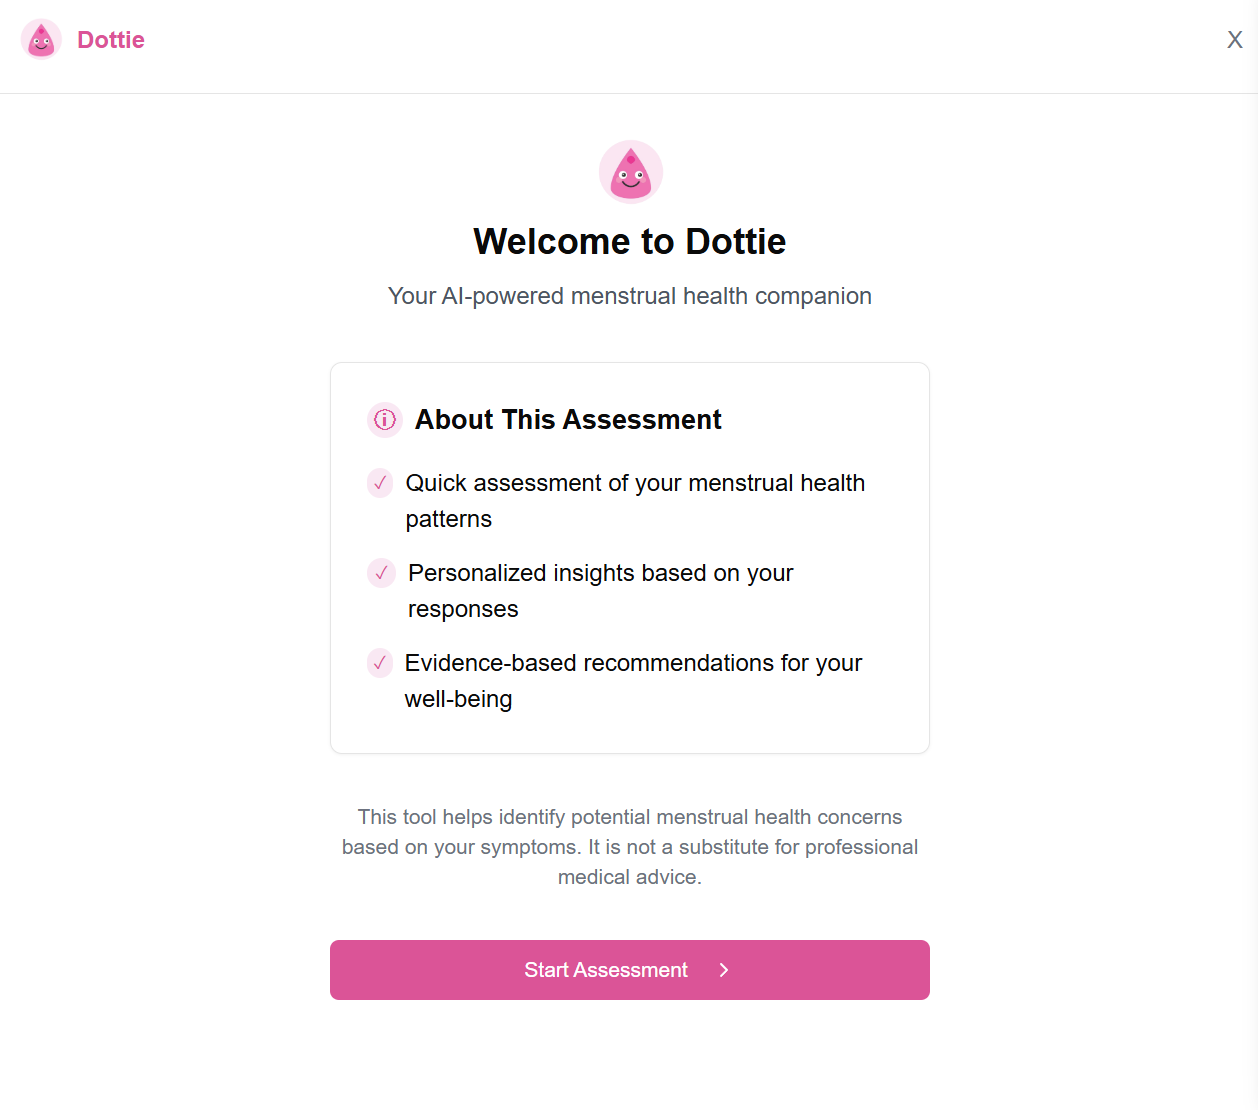 Dottie
X
Welcome to Dottie
Your AI-powered menstrual health companion
About This Assessment
✓ Quick assessment of your menstrual health
patterns
✓ Personalized insights based on your
responses
✓ Evidence-based recommendations for your
well-being
This tool helps identify potential menstrual health concerns
based on your symptoms. It is not a substitute for professional
medical advice.
Start Assessment